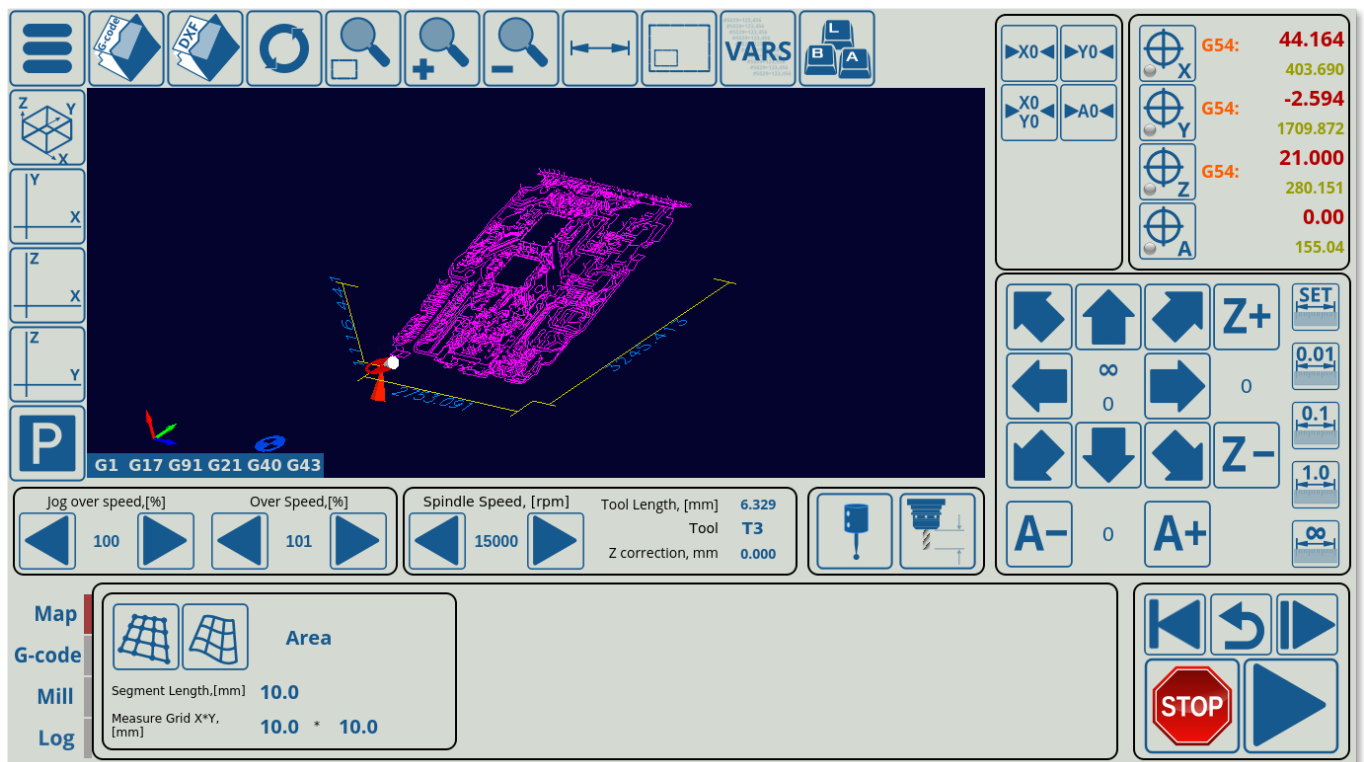 G-code
DXF
VARS
L
B A
X0
Y0
X0
Y0
A0
X
G54:
44.164
403.690
Y
G54:
-2.594
1709.872
Z
G54:
21.000
280.151
A
0.00
155.04
Z
Y
X
Y
X
Z
X
Z
Y
P
G1 G17 G91 G21 G40 G43
Z+
∞
0
0
Z−
A−
0
A+
SET
0.01
0.1
1.0
∞
Jog over speed,[%]
100
Over Speed,[%]
101
Spindle Speed, [rpm]
15000
Tool Length, [mm] 6.329
Tool T3
Z correction, mm 0.000
Map
G-code
Mill
Log
Area
Segment Length,[mm] 10.0
Measure Grid X*Y,
[mm]
10.0 * 10.0
STOP